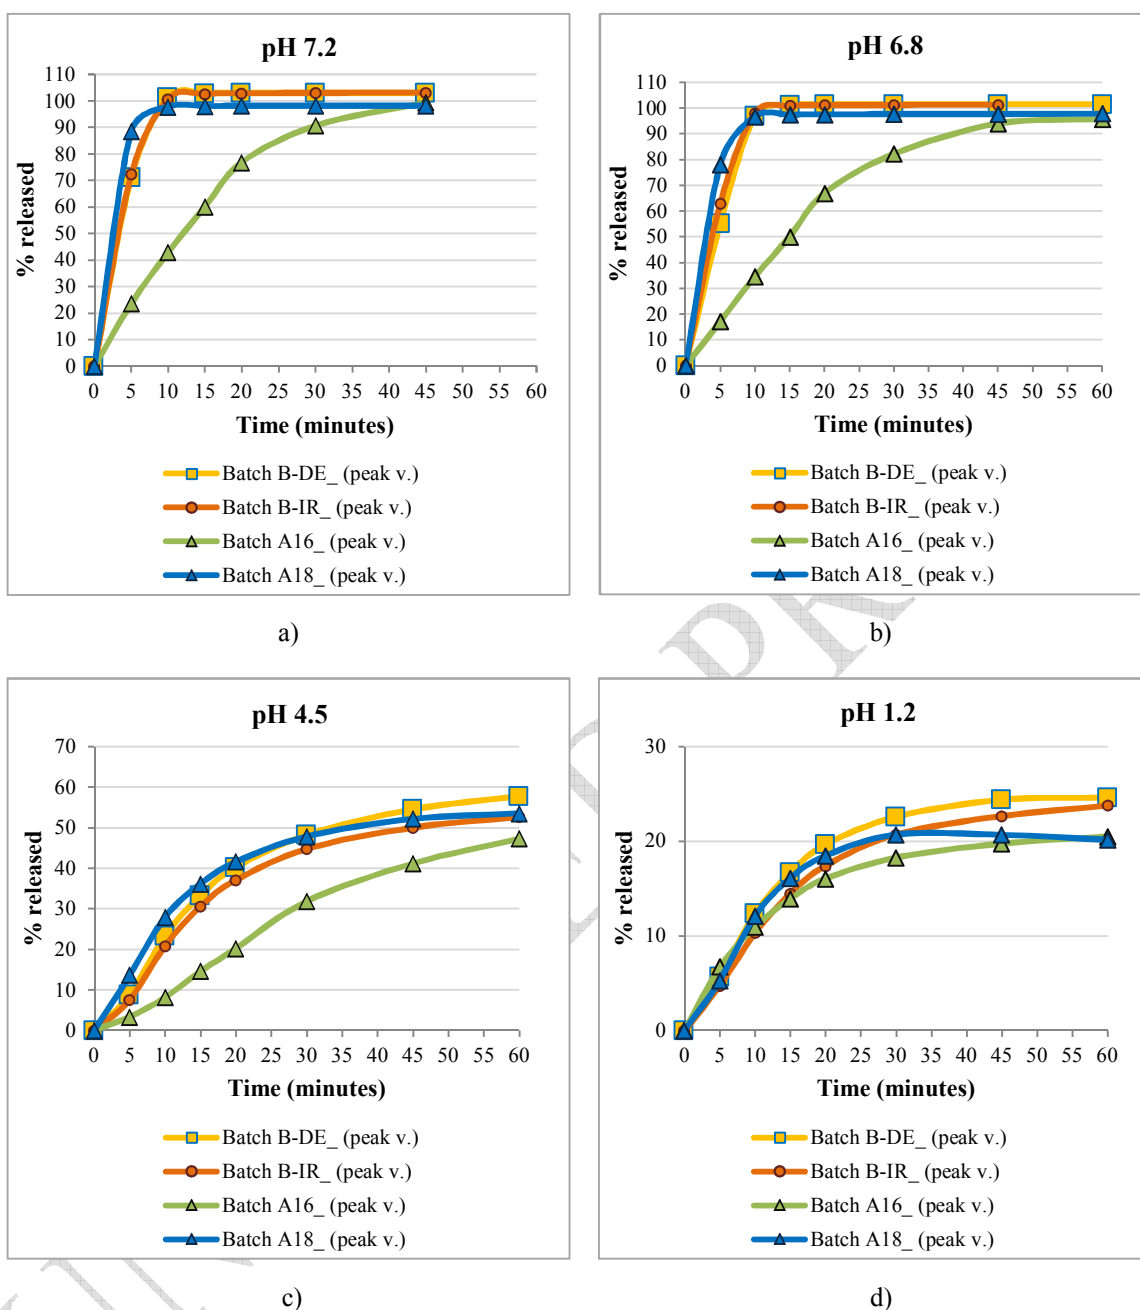 pH 7.2
110
100
90
80
70
60
50
40
30
20
10
0
% released
0 5 10 15 20 25 30 35 40 45 50 55 60
Time (minutes)
Batch B-DE_ (peak v.)
Batch B-IR_ (peak v.)
Batch A16_ (peak v.)
Batch A18_ (peak v.)
a)
pH 6.8
110
100
90
80
70
60
50
40
30
20
10
0
% released
0 5 10 15 20 25 30 35 40 45 50 55 60
Time (minutes)
Batch B-DE_ (peak v.)
Batch B-IR_ (peak v.)
Batch A16_ (peak v.)
Batch A18_ (peak v.)
b)
pH 4.5
70
60
50
40
30
20
10
0
% released
0 5 10 15 20 25 30 35 40 45 50 55 60
Time (minutes)
Batch B-DE_ (peak v.)
Batch B-IR_ (peak v.)
Batch A16_ (peak v.)
Batch A18_ (peak v.)
c)
pH 1.2
30
20
10
0
% released
0 5 10 15 20 25 30 35 40 45 50 55 60
Time (minutes)
Batch B-DE_ (peak v.)
Batch B-IR_ (peak v.)
Batch A16_ (peak v.)
Batch A18_ (peak v.)
d)